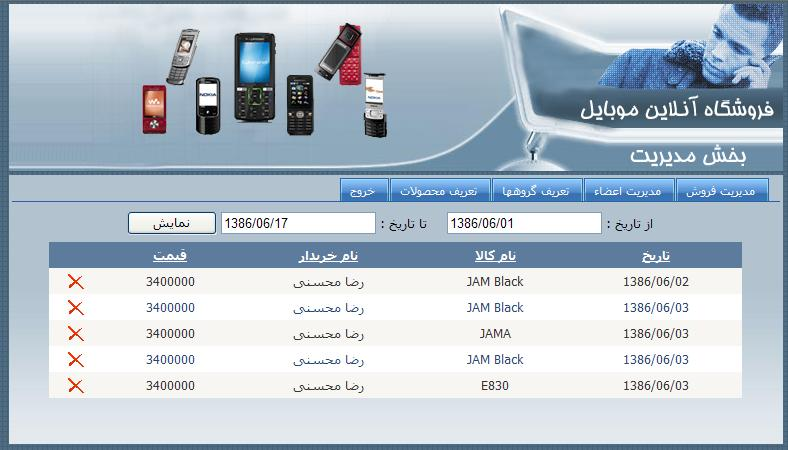 NOKIA
فروشگاه آنلاین موبایل
بخش مدیریت
مدیریت فروش مدیریت اعضاء تعریف گروهها تعریف محصولات خروج
از تاریخ : 1386/06/01 تا تاریخ : 1386/06/17 نمایش
تاریخ نام کالا نام خریدار قیمت
1386/06/02 JAM Black رضا محسنی 3400000
1386/06/03 JAM Black رضا محسنی 3400000
1386/06/03 JAMA رضا محسنی 3400000
1386/06/03 JAM Black رضا محسنی 3400000
1386/06/03 E830 رضا محسنی 3400000